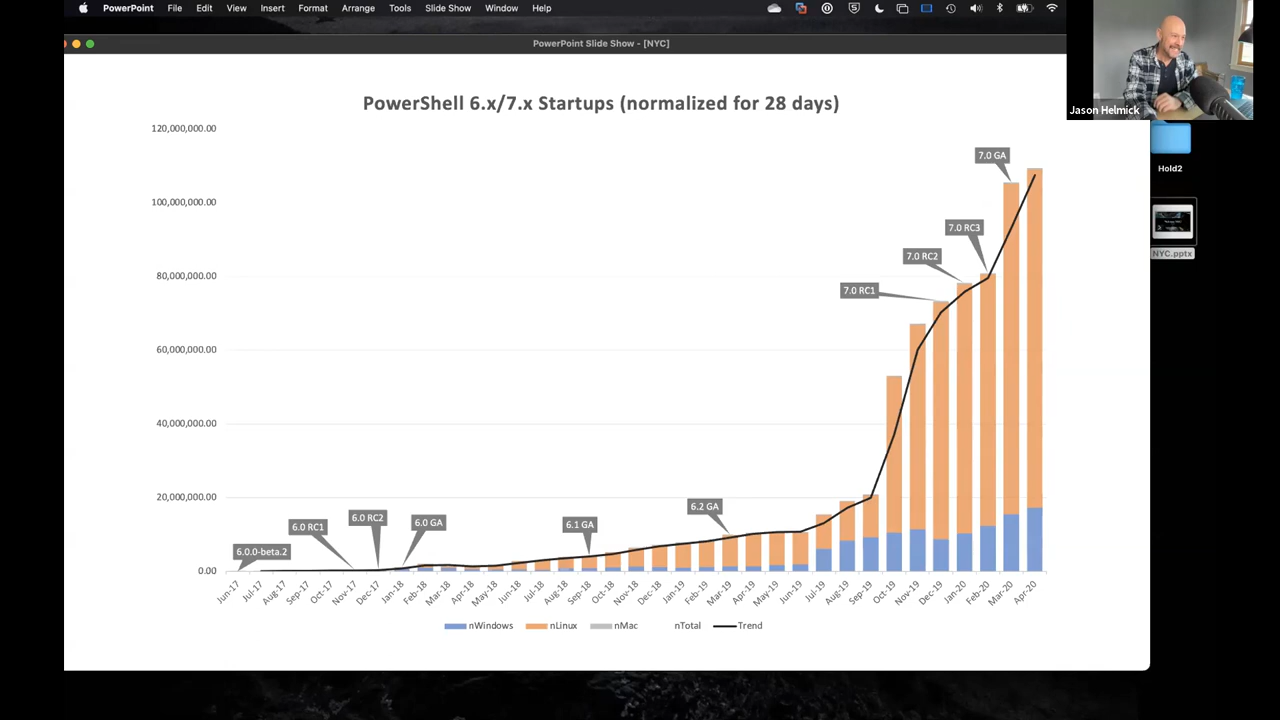 PowerPoint File Edit View Insert Format Arrange Tools Slide Show Window Help
PowerPoint Slide Show - [NYC]
Jason Helmick
Hold2
NYC.pptx
PowerShell 6.x/7.x Startups (normalized for 28 days)
120,000,000.00
100,000,000.00
80,000,000.00
60,000,000.00
40,000,000.00
20,000,000.00
0.00
6.0.0-beta.2
6.0 RC1
6.0 RC2
6.0 GA
6.1 GA
6.2 GA
7.0 RC1
7.0 RC2
7.0 RC3
7.0 GA
Jun-17 Jul-17 Aug-17 Sep-17 Oct-17 Nov-17 Dec-17 Jan-18 Feb-18 Mar-18 Apr-18 May-18 Jun-18 Jul-18 Aug-18 Sep-18 Oct-18 Nov-18 Dec-18 Jan-19 Feb-19 Mar-19 Apr-19 May-19 Jun-19 Jul-19 Aug-19 Sep-19 Oct-19 Nov-19 Dec-19 Jan-20 Feb-20 Mar-20 Apr-20
nWindows nLinux nMac nTotal Trend